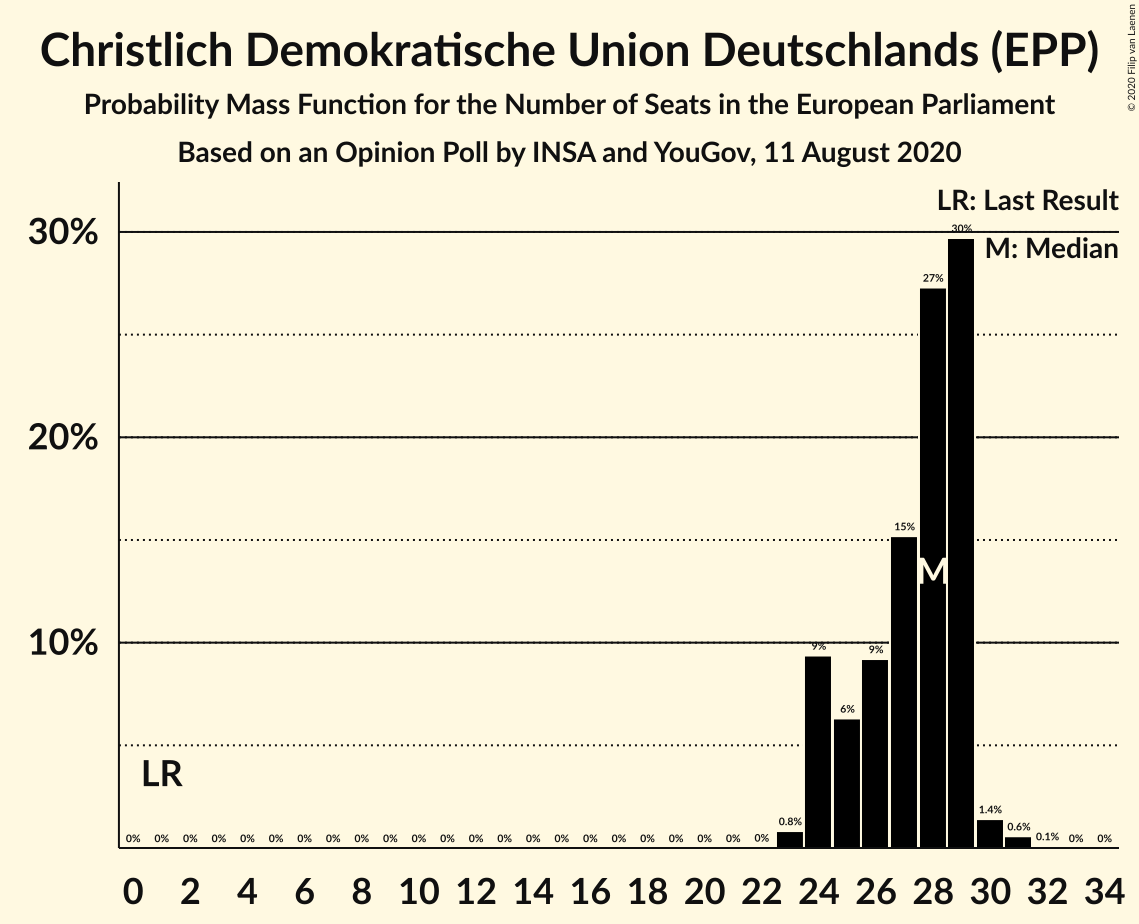 Christlich Demokratische Union Deutschlands (EPP)
Probability Mass Function for the Number of Seats in the European Parliament
Based on an Opinion Poll by INSA and YouGov, 11 August 2020
© 2020 Filip van Laenen
LR: Last Result
M: Median
30%
20%
10%
30%
27%
15%
M
9%
6%
9%
LR
0% 0% 0% 0% 0% 0% 0% 0% 0% 0% 0% 0% 0% 0% 0% 0% 0% 0% 0% 0% 0% 0% 0% 0.8% 1.4% 0.6% 0.1% 0% 0%
0 2 4 6 8 10 12 14 16 18 20 22 24 26 28 30 32 34